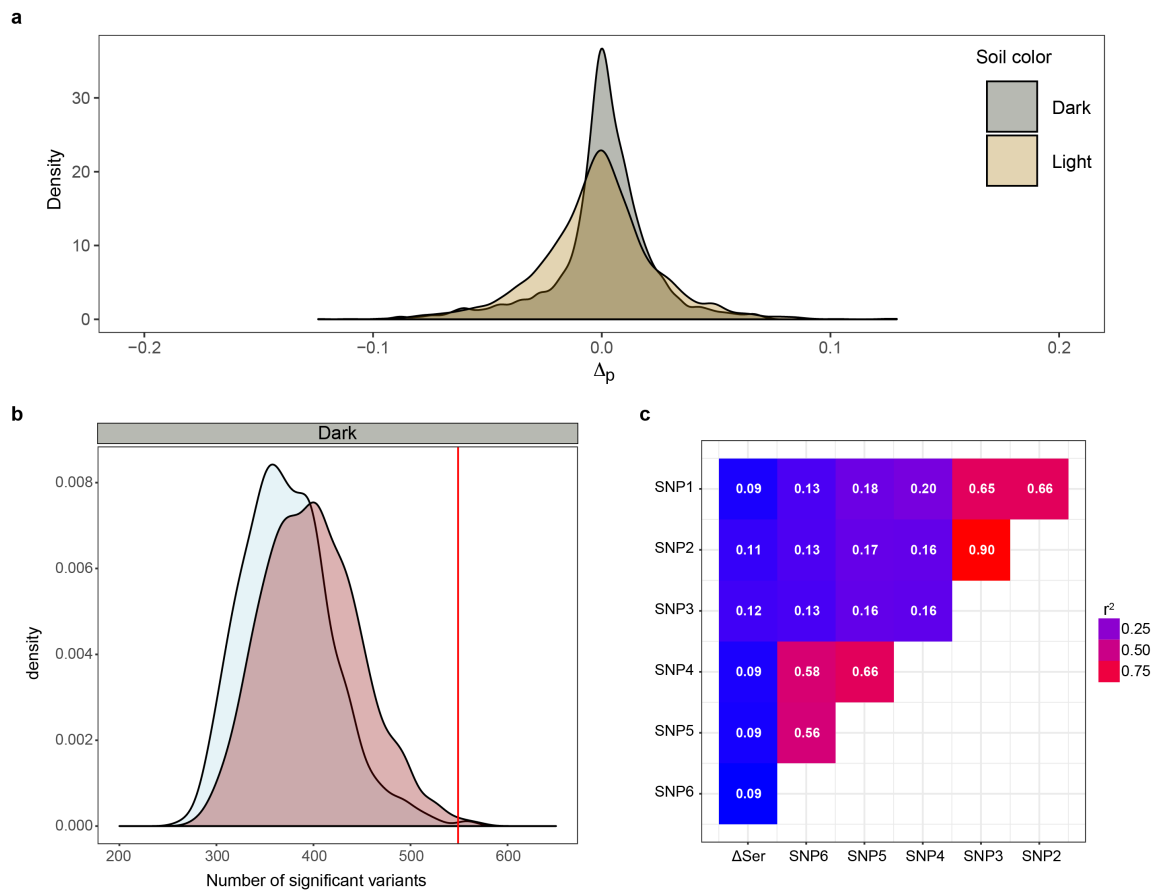 a
Density
30
20
10
0
−0.2
−0.1
0.0
0.1
0.2
Δp
Soil color
Dark
Light
b
Dark
density
0.008
0.006
0.004
0.002
0.000
200
300
400
500
600
Number of significant variants
c
SNP1 0.09 0.13 0.18 0.20 0.65 0.66
SNP2 0.11 0.13 0.17 0.16 0.90
SNP3 0.12 0.13 0.16 0.16
SNP4 0.09 0.58 0.66
SNP5 0.09 0.56
SNP6 0.09
ΔSer SNP6 SNP5 SNP4 SNP3 SNP2
r²
0.25
0.50
0.75